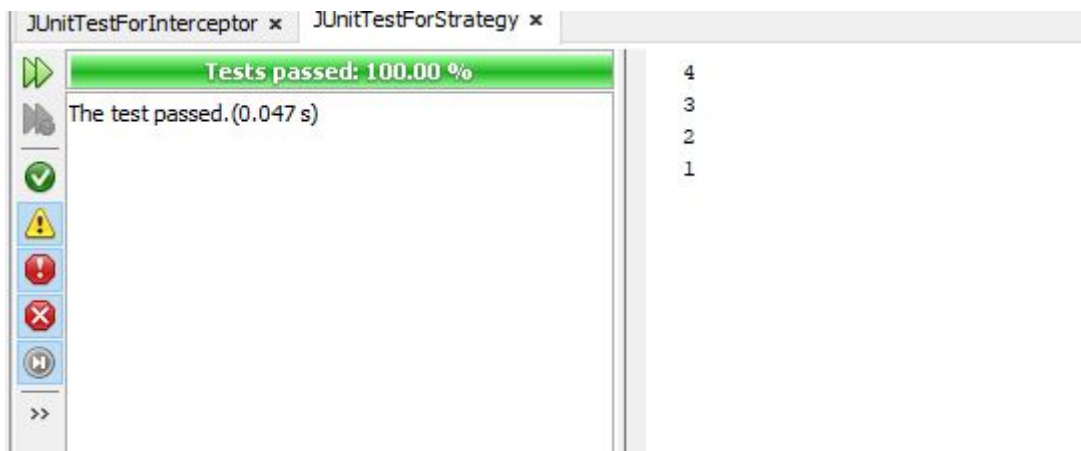 JUnitTestForInterceptor × JUnitTestForStrategy ×
Tests passed: 100.00 %
The test passed.(0.047 s)
4
3
2
1
>>